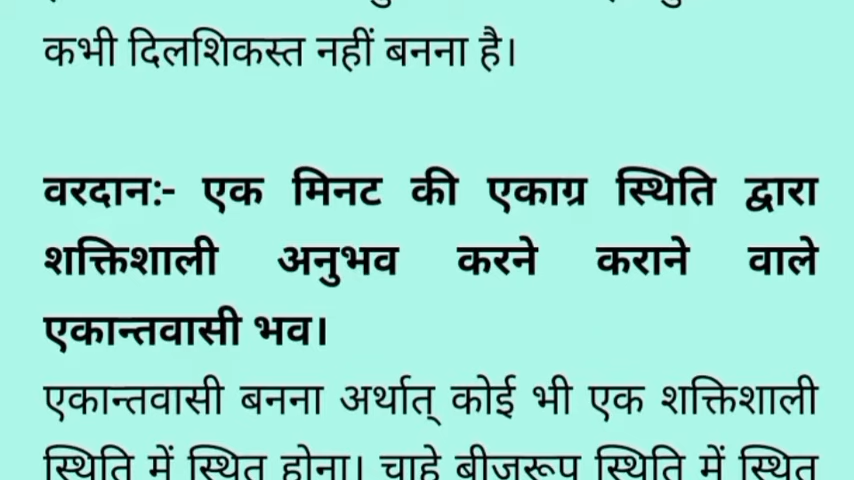 कभी दिलशिकस्त नहीं बनना है।
वरदान:- एक मिनट की एकाग्र स्थिति द्वारा
शक्तिशाली अनुभव करने कराने वाले
एकान्तवासी भव।
एकान्तवासी बनना अर्थात् कोई भी एक शक्तिशाली
स्थिति में स्थित होना। चाहे बीजरूप स्थिति में स्थित